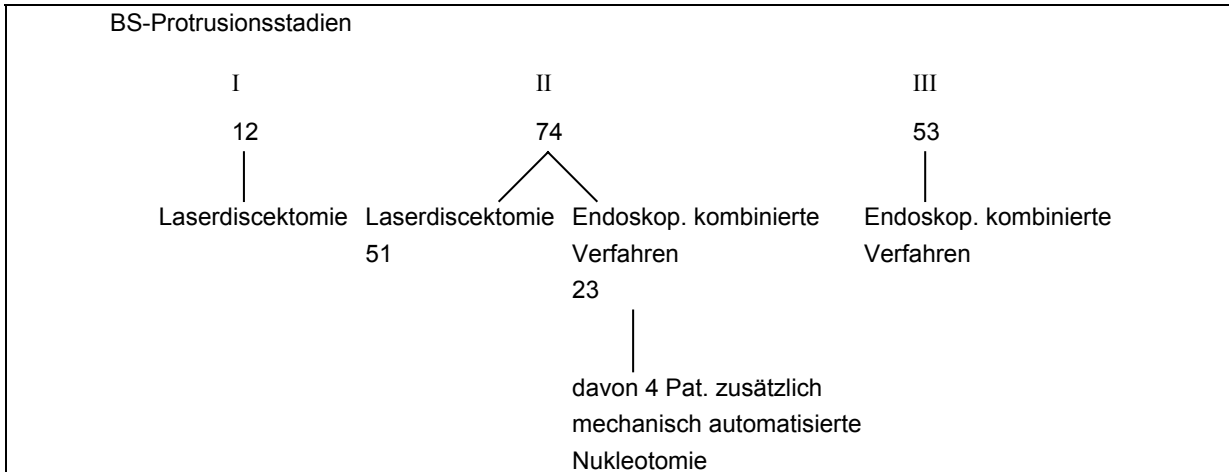 BS-Protrusionsstadien
I II III
12 74 53
Laserdiscektomie Laserdiscektomie Endoskop. kombinierte Endoskop. kombinierte
51 Verfahren Verfahren
23
davon 4 Pat. zusätzlich
mechanisch automatisierte
Nukleotomie